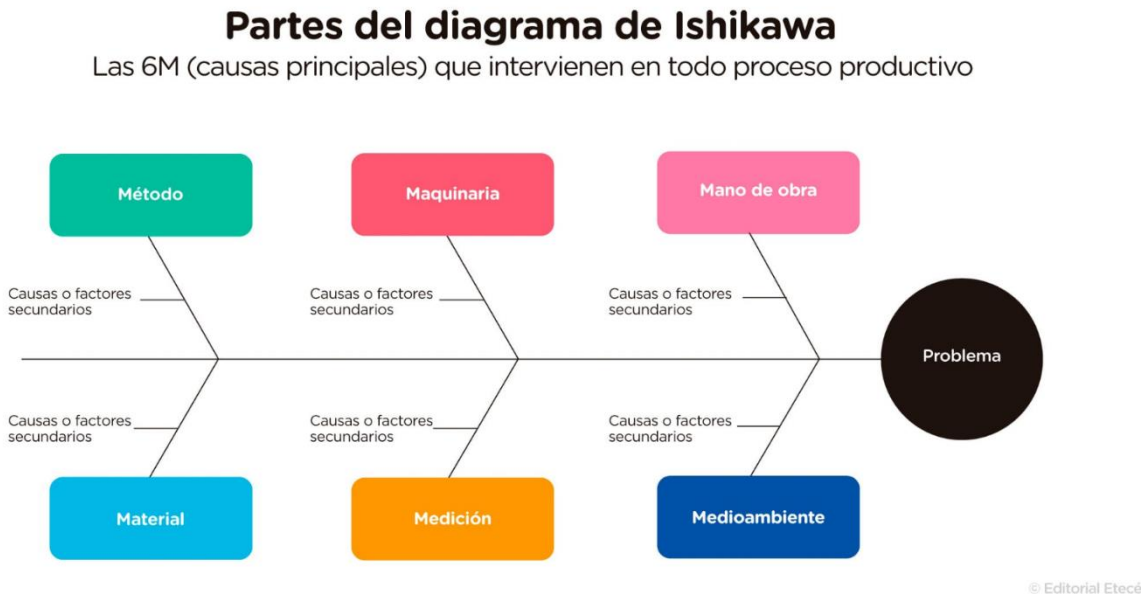 Partes del diagrama de Ishikawa
Las 6M (causas principales) que intervienen en todo proceso productivo
Método
Maquinaria
Mano de obra
Causas o factores
secundarios
Causas o factores
secundarios
Causas o factores
secundarios
Problema
Causas o factores
secundarios
Causas o factores
secundarios
Causas o factores
secundarios
Material
Medición
Medioambiente
© Editorial Etecé